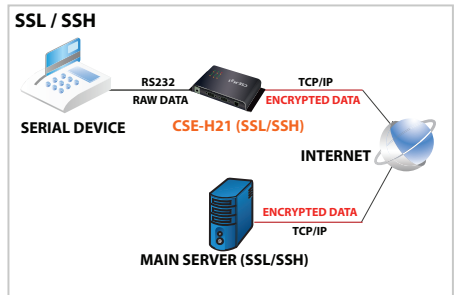 SSL / SSH
RS232
RAW DATA
TCP/IP
ENCRYPTED DATA
SERIAL DEVICE
CSE-H21 (SSL/SSH)
INTERNET
ENCRYPTED DATA
TCP/IP
MAIN SERVER (SSL/SSH)